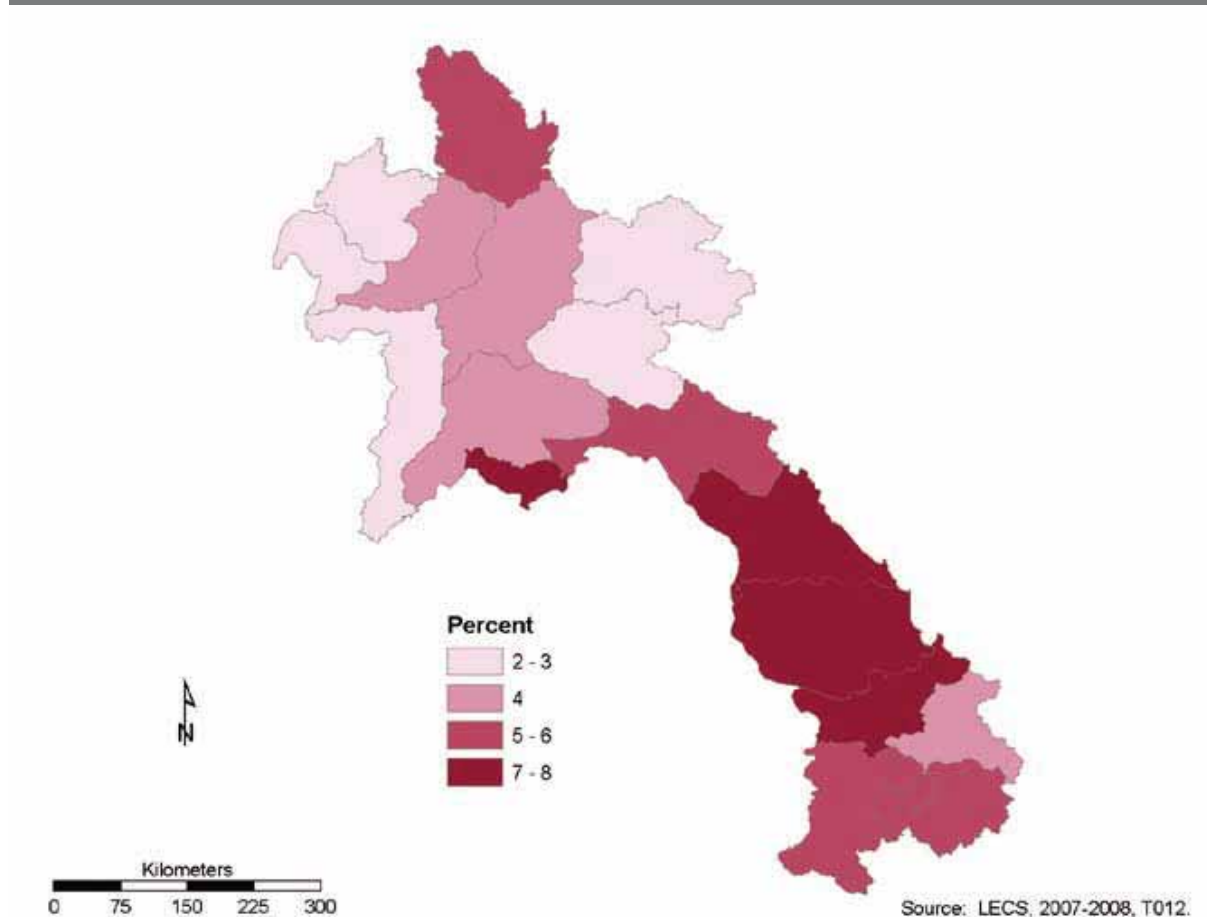 Percent
2 - 3
4
5 - 6
7 - 8
N
Kilometers
0 75 150 225 300
Source: LECS, 2007-2008, T012.